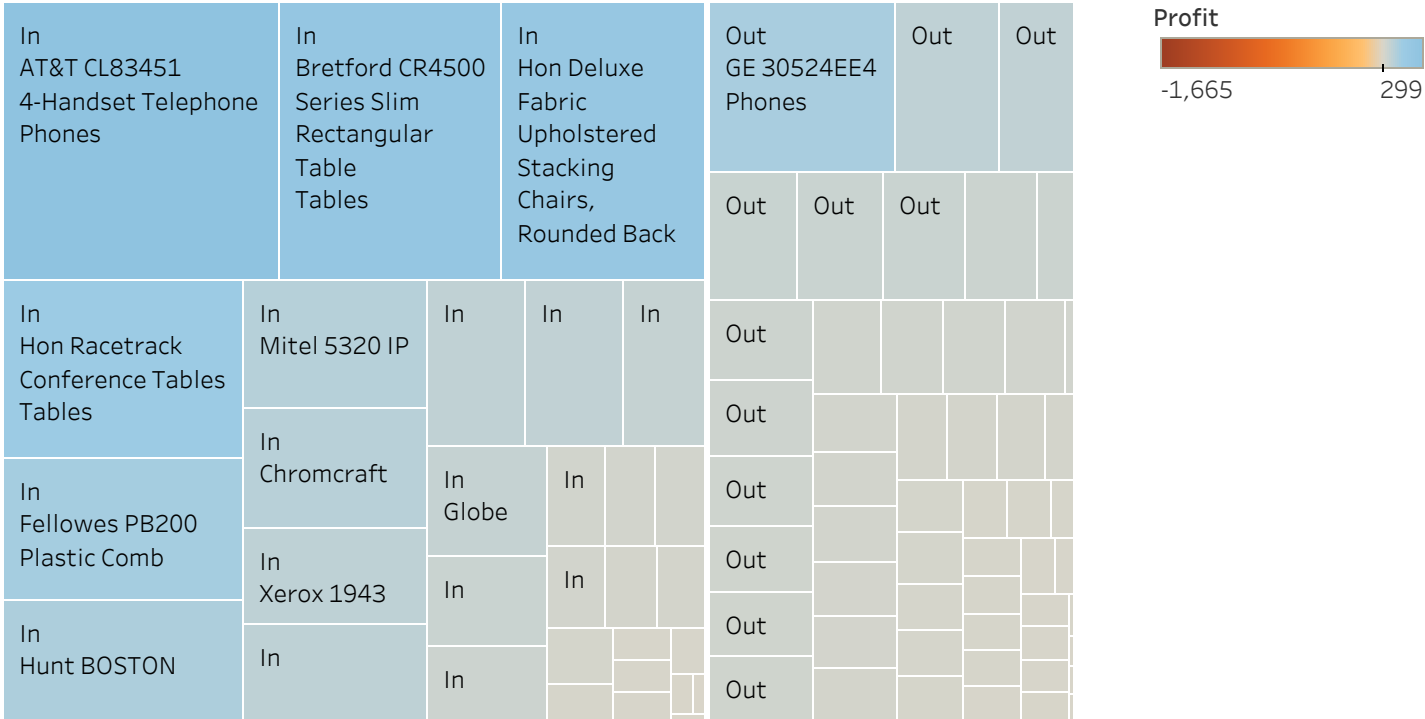 In
AT&T CL83451
4-Handset Telephone
Phones
In
Bretford CR4500
Series Slim
Rectangular
Table
Tables
In
Hon Deluxe
Fabric
Upholstered
Stacking
Chairs,
Rounded Back
In
Hon Racetrack
Conference Tables
Tables
In
Fellowes PB200
Plastic Comb
In
Hunt BOSTON
In
Mitel 5320 IP
In
Chromcraft
In
Xerox 1943
In
In
In
In
In
Globe
In
In
In
In
Out
GE 30524EE4
Phones
Out
Out
Out
Out
Out
Out
Out
Out
Out
Out
Out
Profit
-1,665
299